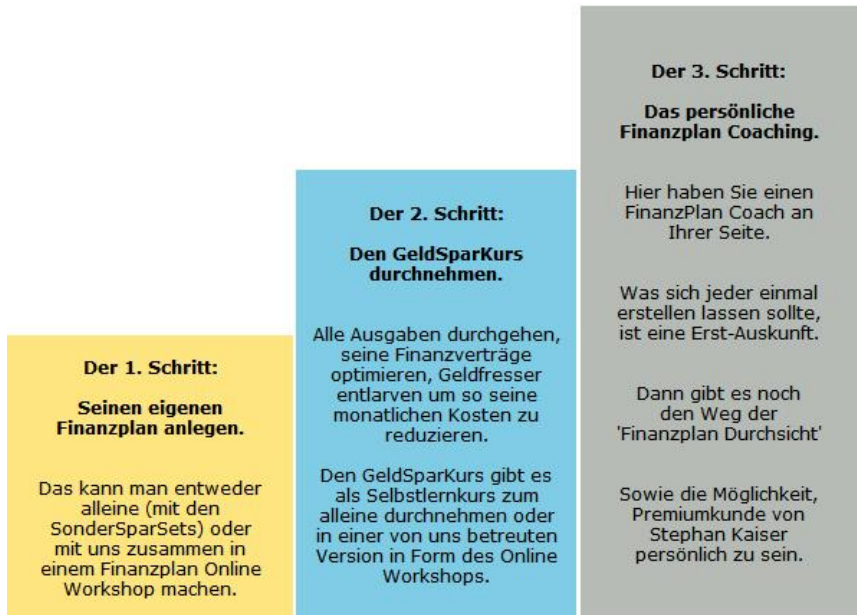 Der 1. Schritt:
Seinen eigenen
Finanzplan anlegen.
Das kann man entweder
alleine (mit den
SonderSparSets) oder
mit uns zusammen in
einem Finanzplan Online
Workshop machen.
Der 2. Schritt:
Den GeldSparKurs
durchnehmen.
Alle Ausgaben durchgehen,
seine Finanzverträge
optimieren, Geldfresser
entlarven um so seine
monatlichen Kosten zu
reduzieren.
Den GeldSparKurs gibt es
als Selbstlernkurs zum
alleine durchnehmen oder
in einer von uns betreuten
Version in Form des Online
Workshops.
Der 3. Schritt:
Das persönliche
Finanzplan Coaching.
Hier haben Sie einen
FinanzPlan Coach an
Ihrer Seite.
Was sich jeder einmal
erstellen lassen sollte,
ist eine Erst-Auskunft.
Dann gibt es noch
den Weg der
'Finanzplan Durchsicht'
Sowie die Möglichkeit,
Premiumkunde von
Stephan Kaiser
persönlich zu sein.